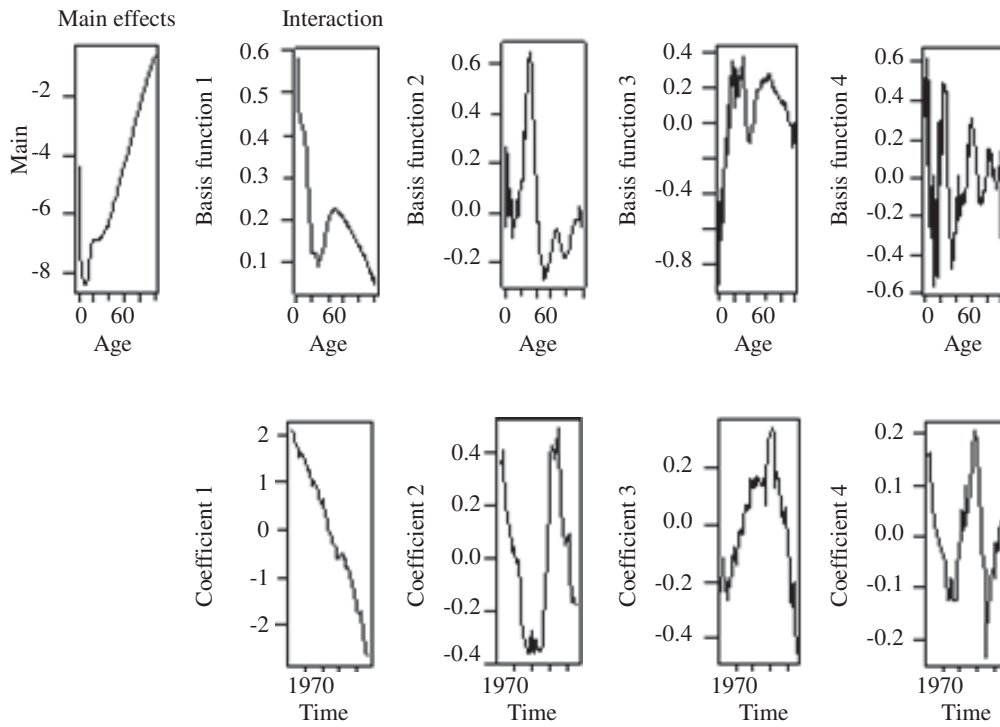 Main effects
Interaction
Main
-2
-4
-6
-8
0 60
Age
Basis function 1
0.6
0.5
0.4
0.3
0.2
0.1
0 60
Age
Basis function 2
0.6
0.4
0.2
0.0
-0.2
0 60
Age
Basis function 3
0.4
0.2
0.0
-0.4
-0.8
0 60
Age
Basis function 4
0.6
0.4
0.2
0.0
-0.2
-0.4
-0.6
0 60
Age
Coefficient 1
2
1
0
-1
-2
1970
Time
Coefficient 2
0.4
0.2
0.0
-0.2
-0.4
1970
Time
Coefficient 3
0.2
0.0
-0.2
-0.4
1970
Time
Coefficient 4
0.2
0.1
0.0
-0.1
-0.2
1970
Time